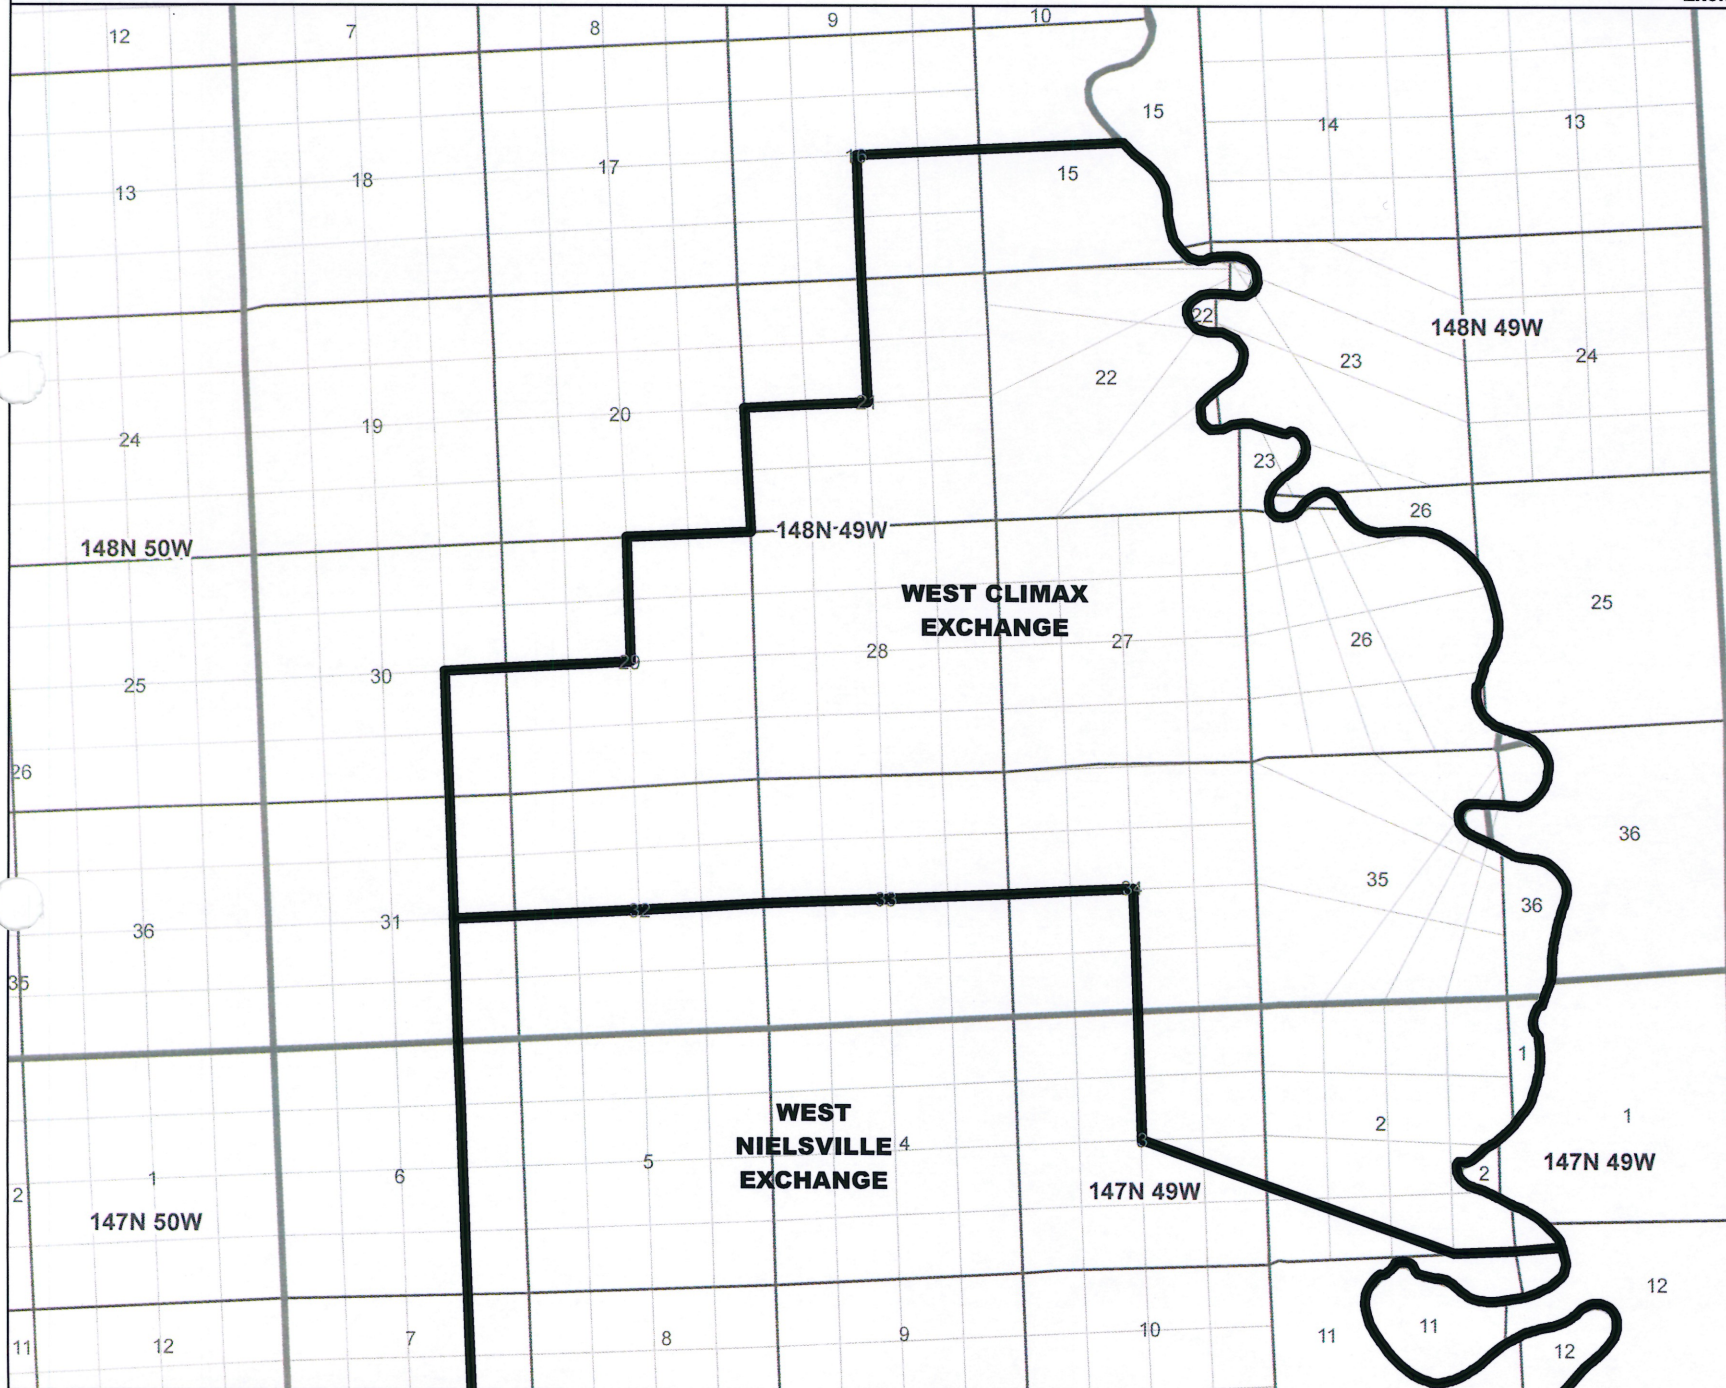 12 7 8 9 10
15 14 13
13 18 17 16 15
22 148N 49W
24 19 20 21 22 23 24
23
148N 50W 148N 49W 26
WEST CLIMAX
EXCHANGE
25 30 29 28 27 26 25
26
36
35
36 31 32 33 34 36
35
1
WEST
NIELSVILLE
EXCHANGE
1 6 5 4 3 2 1
2 2
147N 50W 147N 49W 147N 49W
12
11 12 7 8 9 10 11 11 12